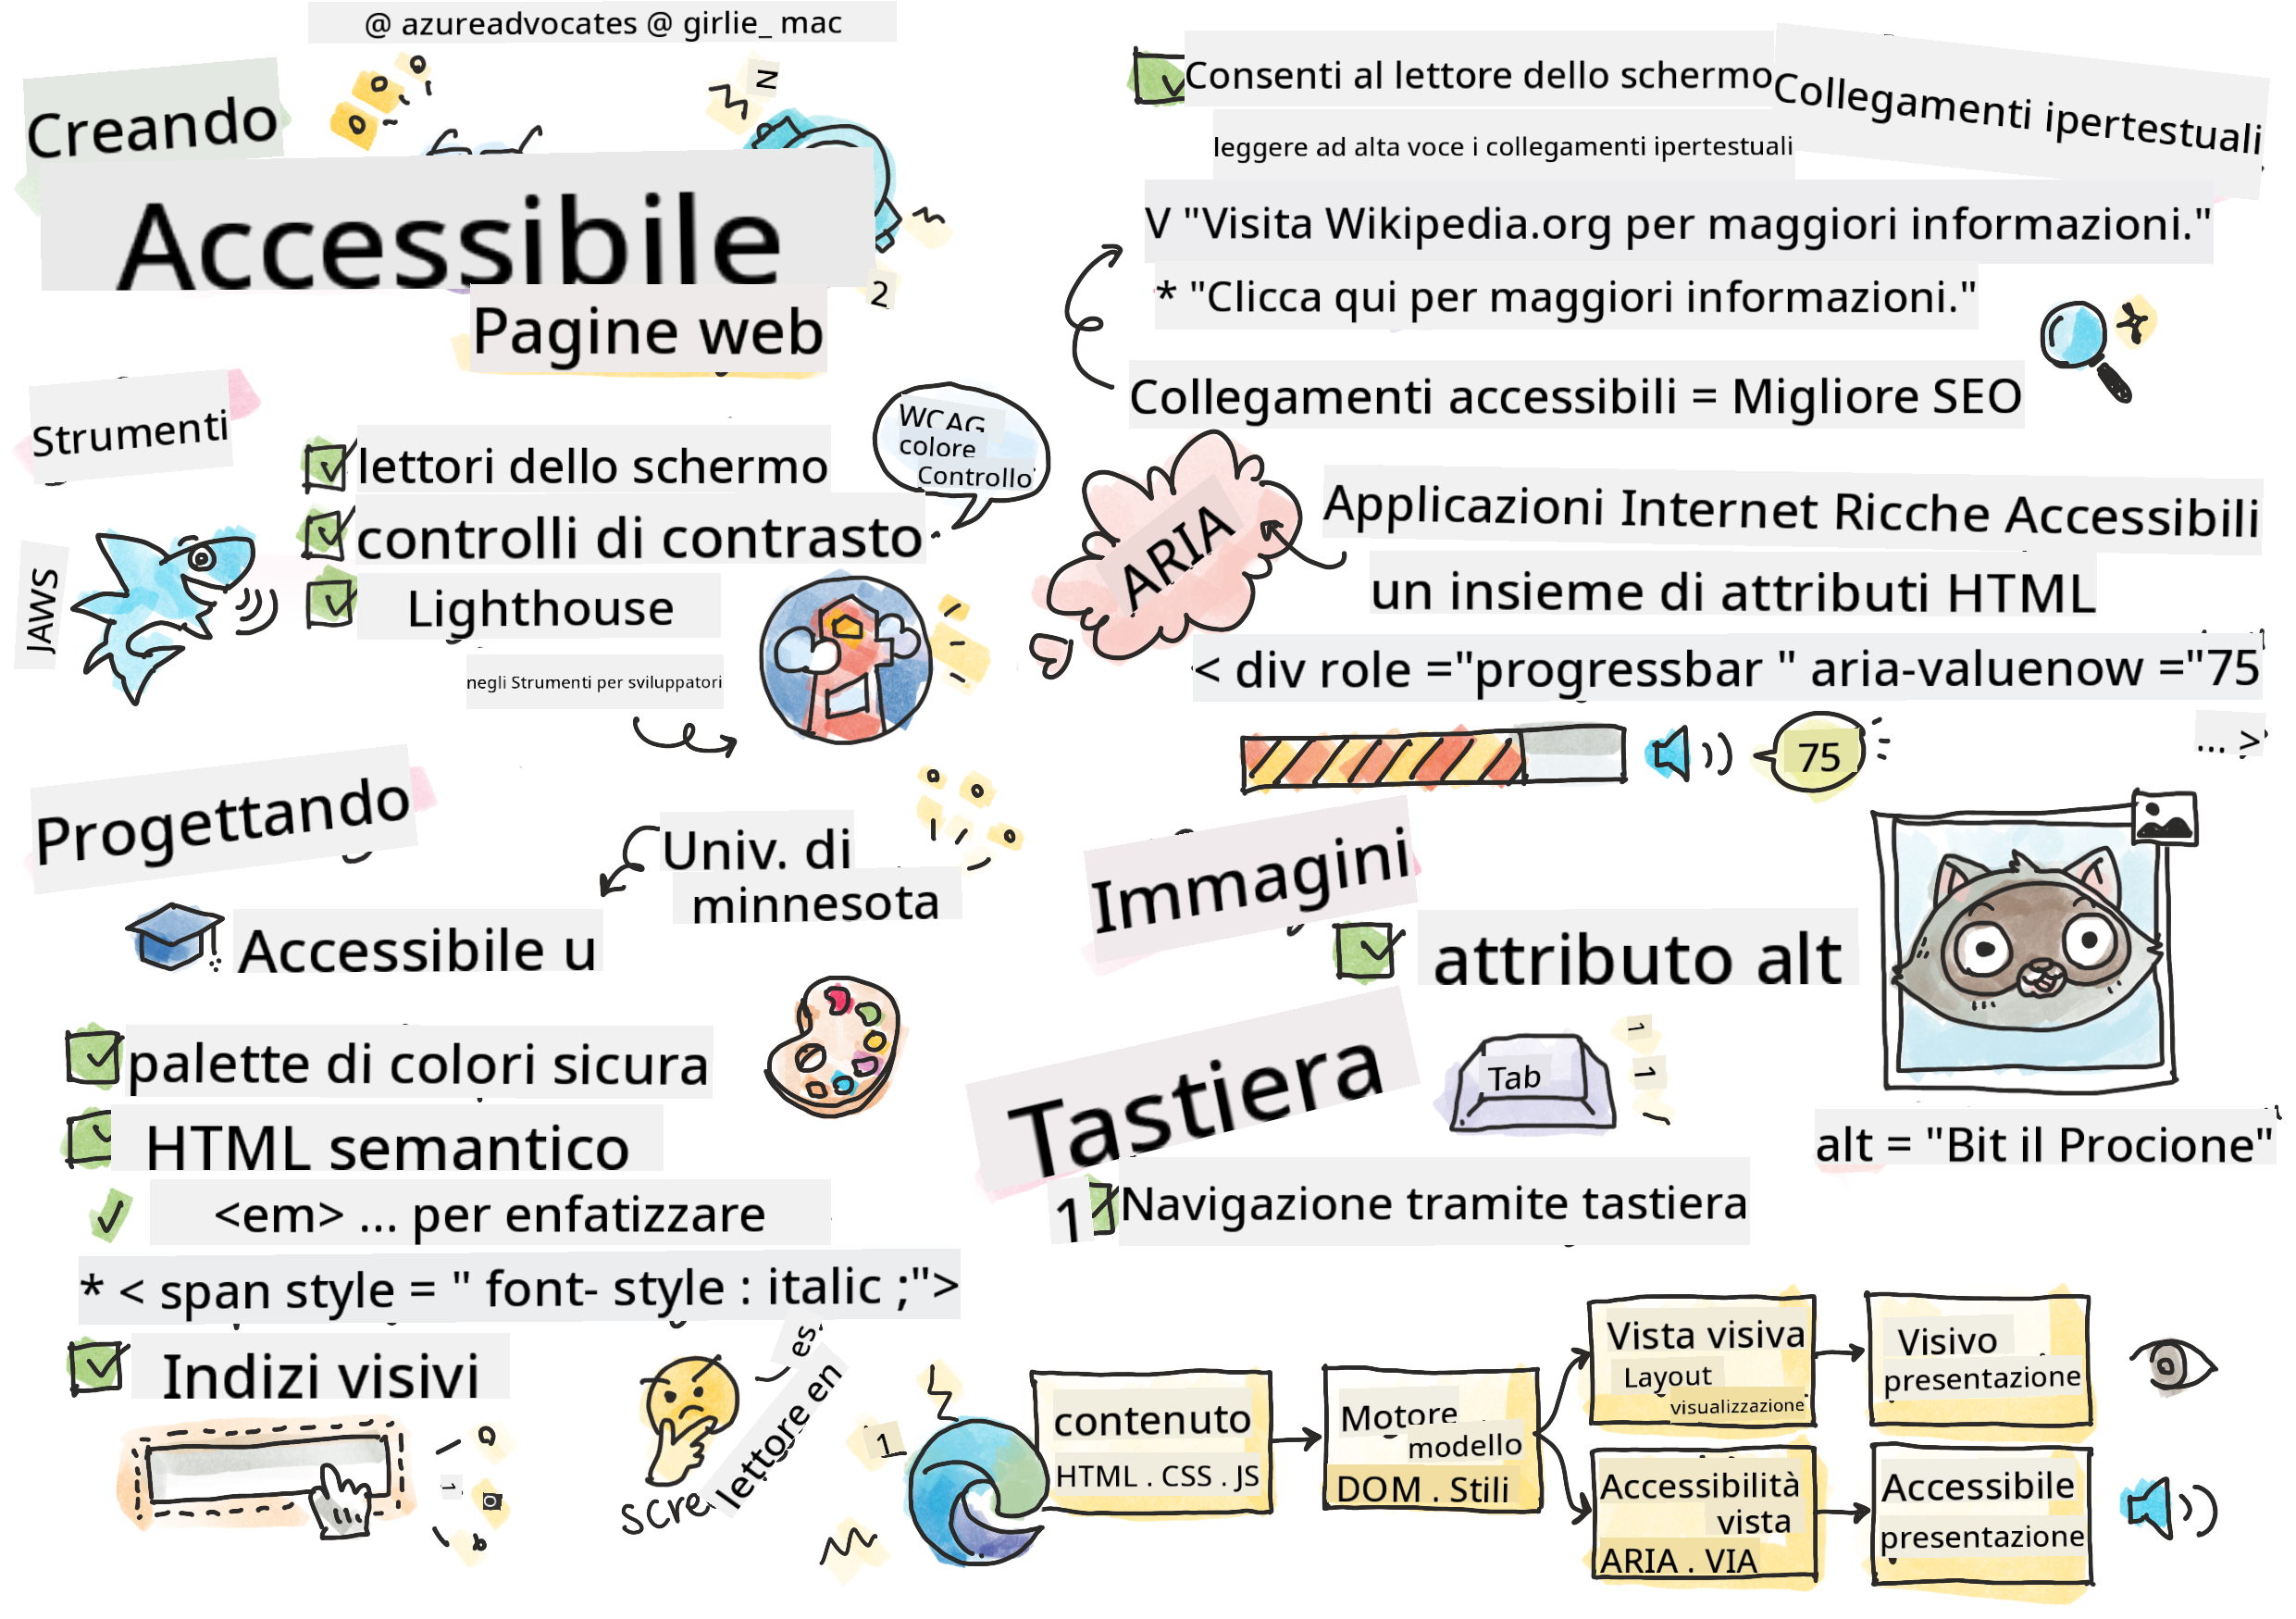 @ azureadvocates @ girlie_ mac
Creando
Accessibile
Pagine web
N
2
Strumenti
lettori dello schermo
controlli di contrasto
Lighthouse
negli Strumenti per sviluppatori
JAWS
WCAG
colore
Controllo
Progettando
Univ. di
minnesota
Accessibile u
palette di colori sicura
HTML semantico
<em> ... per enfatizzare
* < span style = " font- style : italic ;">
Indizi visivi
es.
lettore en
scre
Consenti al lettore dello schermo
leggere ad alta voce i collegamenti ipertestuali
Collegamenti ipertestuali
V "Visita Wikipedia.org per maggiori informazioni."
* "Clicca qui per maggiori informazioni."
Collegamenti accessibili = Migliore SEO
ARIA
Applicazioni Internet Ricche Accessibili
un insieme di attributi HTML
< div role ="progressbar " aria-valuenow ="75
... >
75
Immagini
attributo alt
alt = "Bit il Procione"
Tastiera
Tab
1
1
1
Navigazione tramite tastiera
1
1
contenuto
HTML . CSS . JS
Motore
modello
DOM . Stili
Vista visiva
Layout
visualizzazione
Visivo
presentazione
Accessibilità
vista
ARIA . VIA
Accessibile
presentazione